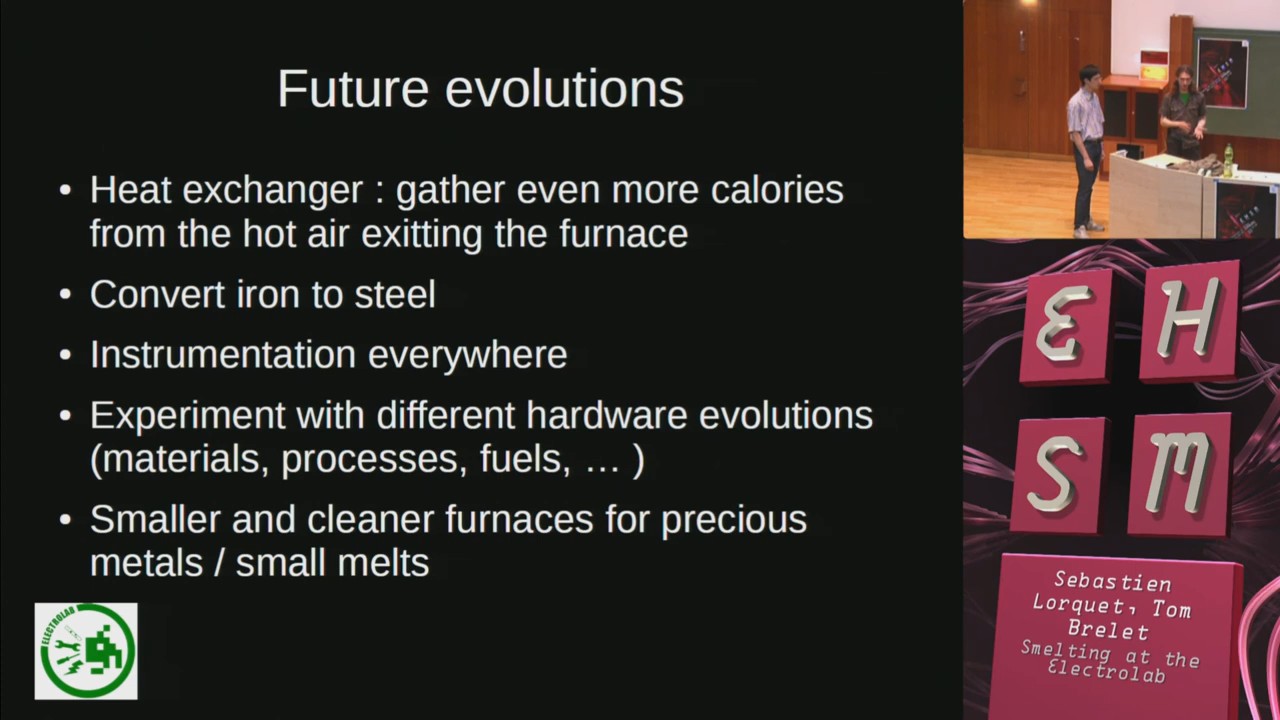 Future evolutions
• Heat exchanger : gather even more calories
from the hot air exitting the furnace
• Convert iron to steel
• Instrumentation everywhere
• Experiment with different hardware evolutions
(materials, processes, fuels, … )
• Smaller and cleaner furnaces for precious
metals / small melts
ELECTROLAB
E H
S M
Sebastien
Lorquet, Tom
Brelet
Smelting at the
Electrolab